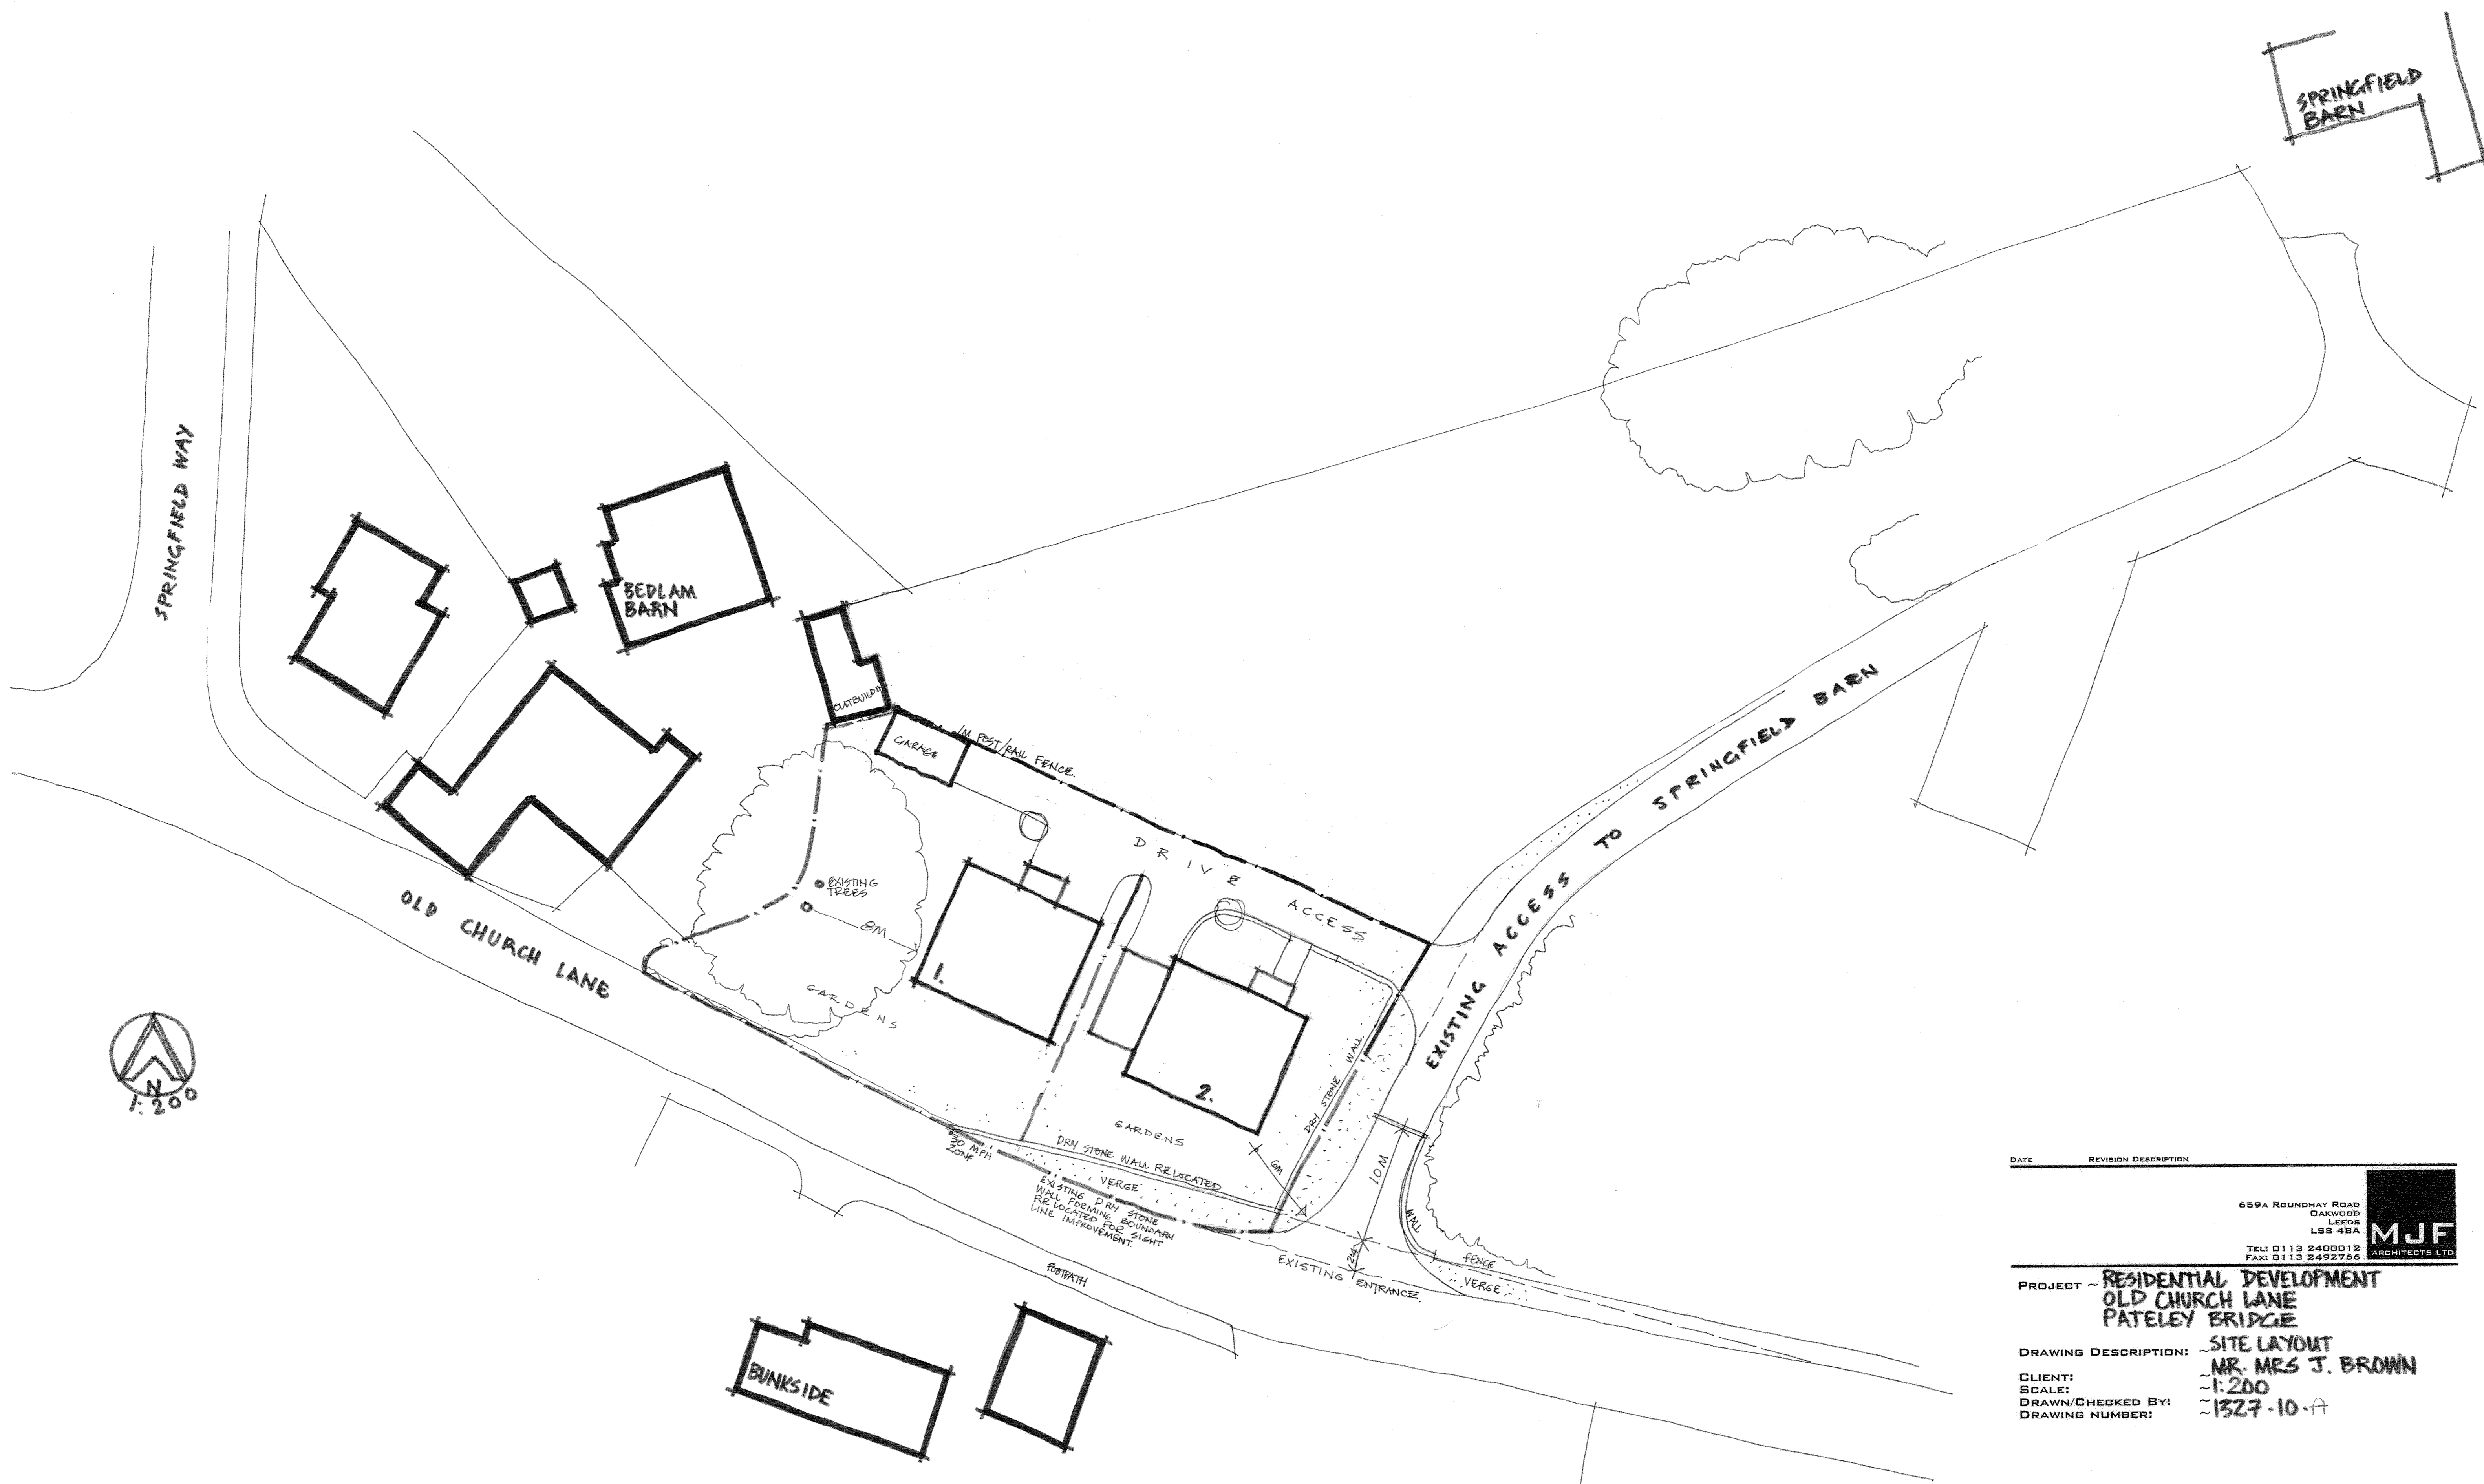 SPRINGFIELD
BARN
SPRINGFIELD WAY
BEDLAM
BARN
GARAGE
1M POST/RAIL FENCE.
DRIVE
ACCESS
EXISTING ACCESS TO SPRINGFIELD BARN
EXISTING
TREES
8M
GARDENS
1.
2.
OLD CHURCH LANE
N
1:200
DRY STONE WALL
GARDENS
6M
10M
30 MPH
ZONE
DRY STONE WALL RELOCATED
VERGE
EXISTING DRY STONE
WALL FORMING BOUNDARY
RELOCATED FOR SIGHT
LINE IMPROVEMENT.
WALL
FENCE
VERGE
EXISTING ENTRANCE.
FOOTPATH
BUNKSIDE
DATE REVISION DESCRIPTION
659A ROUNDHAY ROAD
OAKWOOD
LEEDS
LS8 4BA
TEL: 0113 2400012
FAX: 0113 2492766
MJF
ARCHITECTS LTD
PROJECT ~ RESIDENTIAL DEVELOPMENT
OLD CHURCH LANE
PATELEY BRIDGE
DRAWING DESCRIPTION: ~ SITE LAYOUT
CLIENT: ~ MR. MRS J. BROWN
SCALE: ~ 1:200
DRAWN/CHECKED BY: ~
DRAWING NUMBER: ~ 1327.10.A